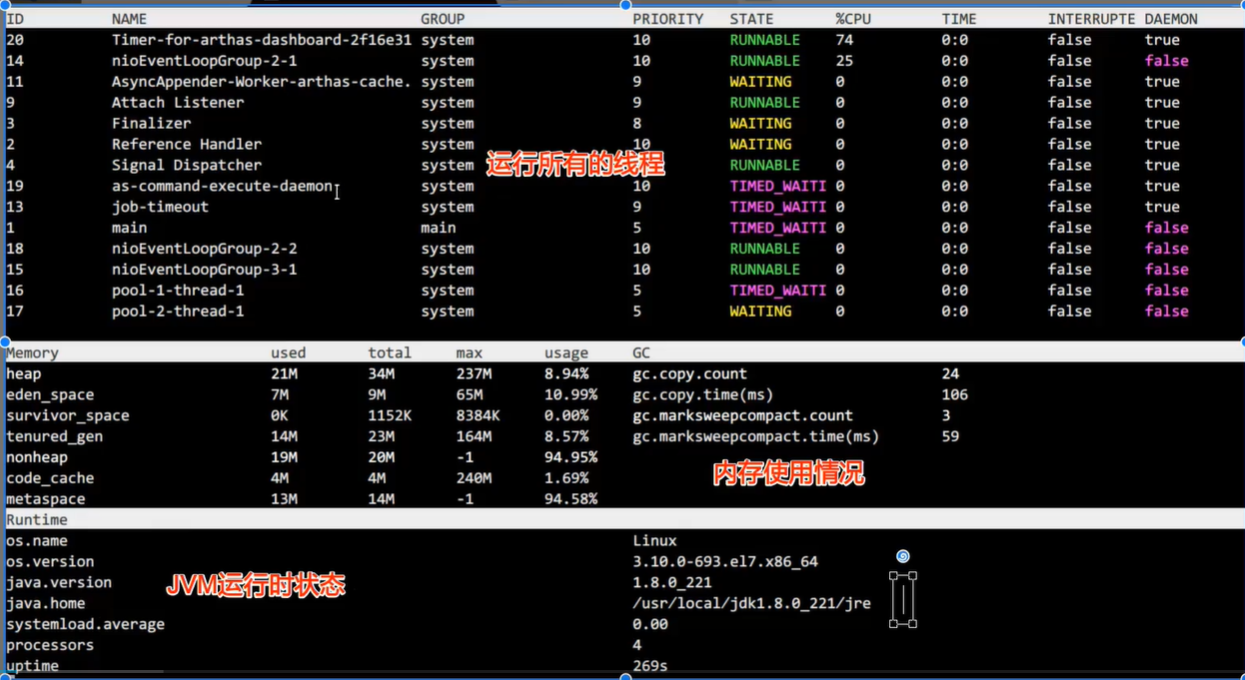 ID NAME GROUP PRIORITY STATE %CPU TIME INTERRUPTE DAEMON
20 Timer-for-arthas-dashboard-2f16e31 system 10 RUNNABLE 74 0:0 false true
14 nioEventLoopGroup-2-1 system 10 RUNNABLE 25 0:0 false false
11 AsyncAppender-Worker-arthas-cache. system 9 WAITING 0 0:0 false true
9 Attach Listener system 9 RUNNABLE 0 0:0 false true
3 Finalizer system 8 WAITING 0 0:0 false true
2 Reference Handler system 10 WAITING 0 0:0 false true
运行所有的线程
4 Signal Dispatcher system RUNNABLE 0 0:0 false true
19 as-command-execute-daemon system 10 TIMED_WAITI 0 0:0 false true
13 job-timeout system 9 TIMED_WAITI 0 0:0 false true
1 main main 5 TIMED_WAITI 0 0:0 false false
18 nioEventLoopGroup-2-2 system 10 RUNNABLE 0 0:0 false false
15 nioEventLoopGroup-3-1 system 10 RUNNABLE 0 0:0 false false
16 pool-1-thread-1 system 5 TIMED_WAITI 0 0:0 false false
17 pool-2-thread-1 system 5 WAITING 0 0:0 false false
Memory used total max usage GC
heap 21M 34M 237M 8.94% gc.copy.count 24
eden_space 7M 9M 65M 10.99% gc.copy.time(ms) 106
survivor_space 0K 1152K 8384K 0.00% gc.marksweepcompact.count 3
tenured_gen 14M 23M 164M 8.57% gc.marksweepcompact.time(ms) 59
nonheap 19M 20M -1 94.95%
内存使用情况
code_cache 4M 4M 240M 1.69%
metaspace 13M 14M -1 94.58%
Runtime
os.name Linux
os.version 3.10.0-693.el7.x86_64
java.version 1.8.0_221
JVM运行时状态
java.home /usr/local/jdk1.8.0_221/jre
systemload.average 0.00
processors 4
uptime 269s